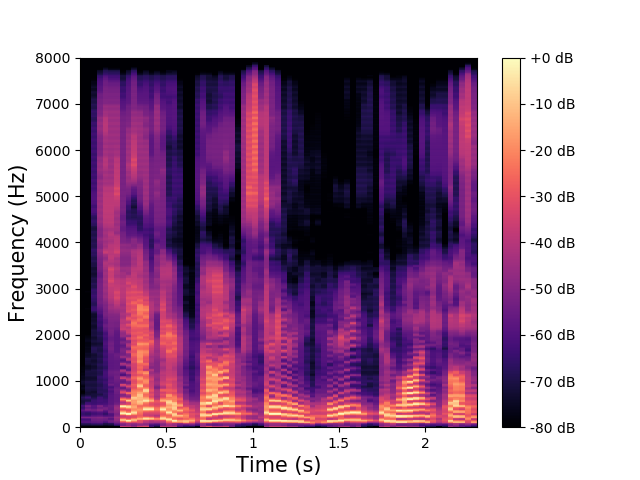 8000
7000
6000
5000
4000
3000
2000
1000
0
Frequency (Hz)
0 0.5 1 1.5 2
Time (s)
+0 dB
-10 dB
-20 dB
-30 dB
-40 dB
-50 dB
-60 dB
-70 dB
-80 dB